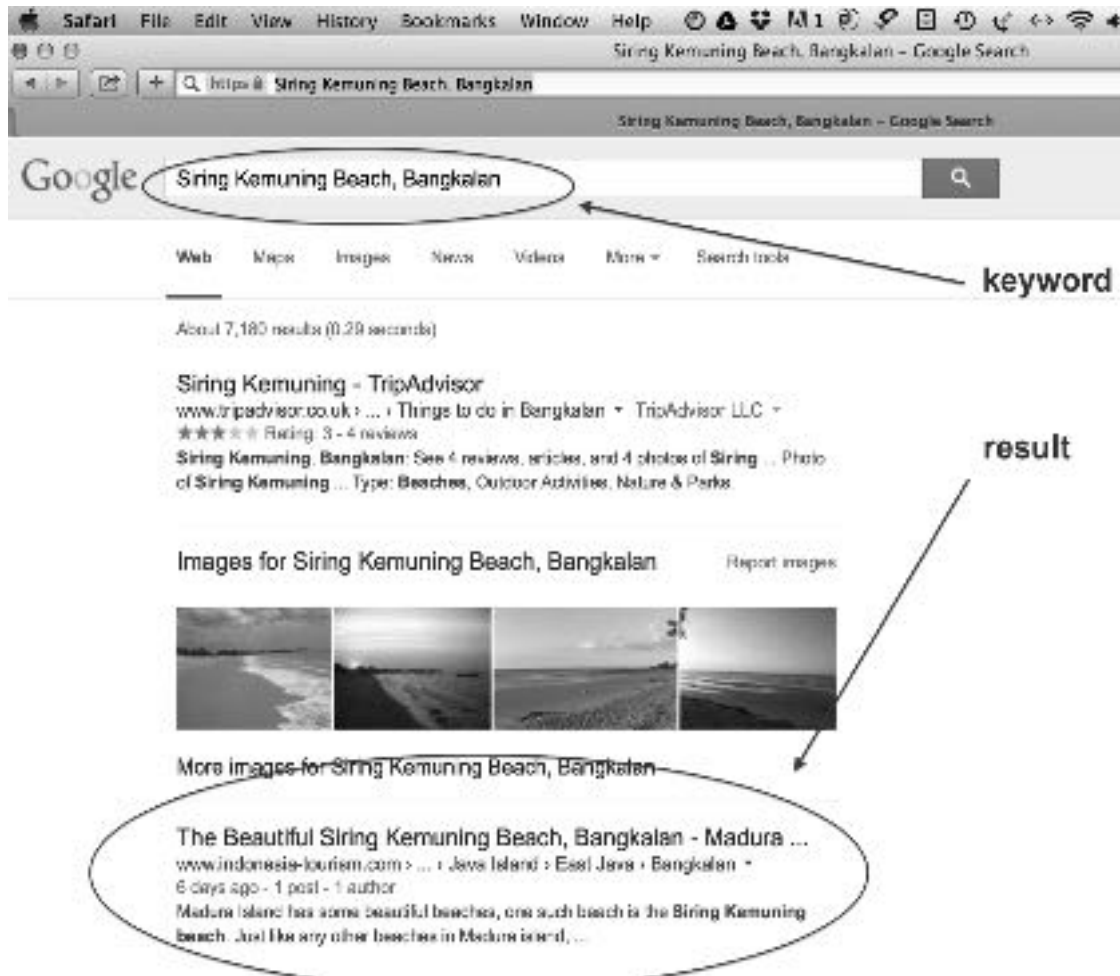 Safari File Edit View History Bookmarks Window Help
Siring Kemuning Beach, Bangkalan – Google Search
https Siring Kemuning Beach, Bangkalan
Siring Kemuning Beach, Bangkalan – Google Search
Google Siring Kemuning Beach, Bangkalan
Web Maps Images News Videos More Search tools
keyword
About 7,180 results (0.29 seconds)
Siring Kemuning - TripAdvisor
www.tripadvisor.co.uk › ... › Things to do in Bangkalan TripAdvisor LLC
Rating: 3 - 4 reviews
result
Siring Kemuning, Bangkalan: See 4 reviews, articles, and 4 photos of Siring ... Photo
of Siring Kemuning ... Type: Beaches, Outdoor Activities, Nature & Parks
Images for Siring Kemuning Beach, Bangkalan Report images
More images for Siring Kemuning Beach, Bangkalan
The Beautiful Siring Kemuning Beach, Bangkalan - Madura ...
www.indonesia-tourism.com › ... › Java Island › East Java › Bangkalan
6 days ago - 1 post - 1 author
Madura Island has some beautiful beaches, one such beach is the Siring Kemuning
beach. Just like any other beaches in Madura island, ...